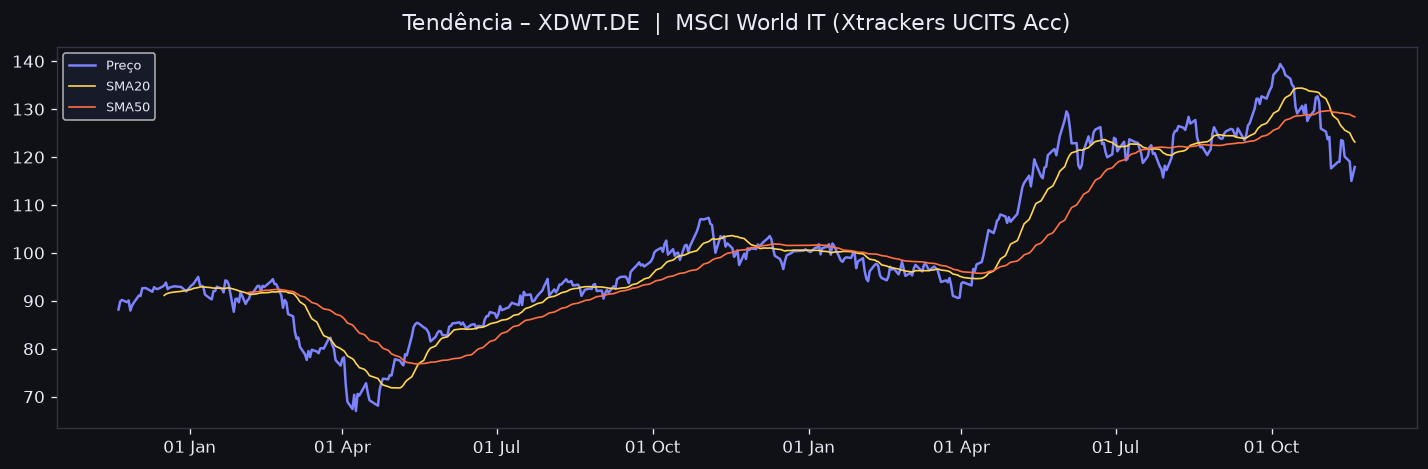 Tendência – XDWT.DE | MSCI World IT (Xtrackers UCITS Acc)
Preço
SMA20
SMA50
140
130
120
110
100
90
80
70
01 Jan
01 Apr
01 Jul
01 Oct
01 Jan
01 Apr
01 Jul
01 Oct